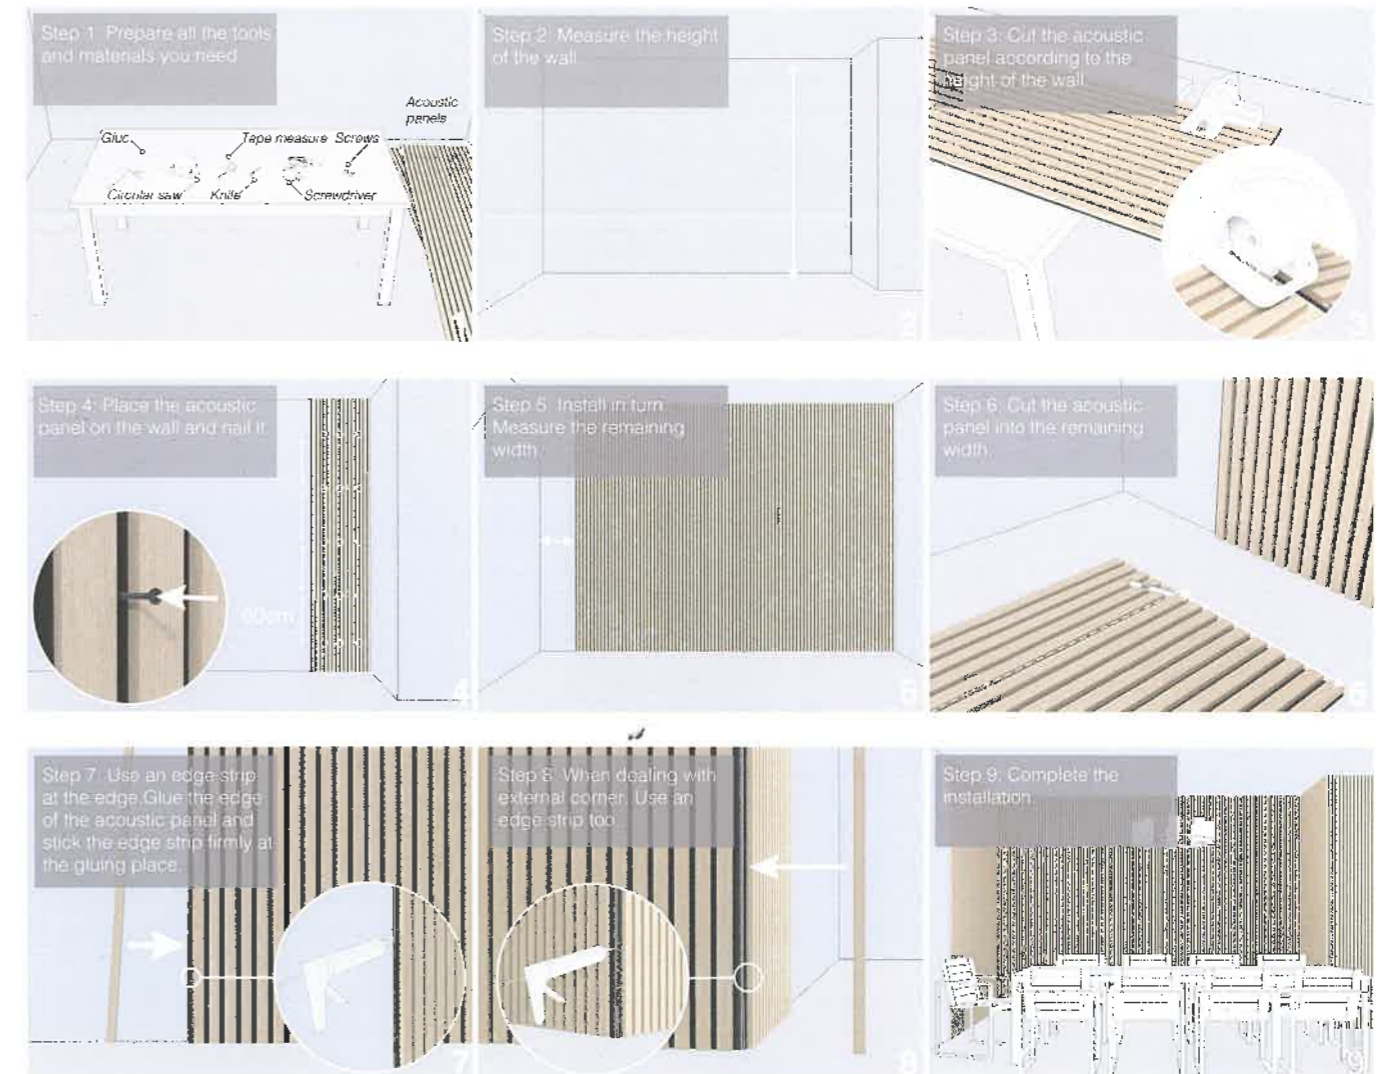 Step 1: Prepare all the tools
and materials you need
Acoustic
panels
Glue
Tape measure
Screws
Circular saw
Knife
Screwdriver
Step 2: Measure the height
of the wall
2
Step 3: Cut the acoustic
panel according to the
height of the wall.
3
Step 4: Place the acoustic
panel on the wall and nail it.
60cm
4
Step 5: Install in turn
Measure the remaining
width.
5
Step 6: Cut the acoustic
panel into the remaining
width.
6
Step 7: Use an edge strip
at the edge.Glue the edge
of the acoustic panel and
stick the edge strip firmly at
the gluing place.
7
Step 8: When dealing with
external corner. Use an
edge strip too.
8
Step 9: Complete the
installation.
9